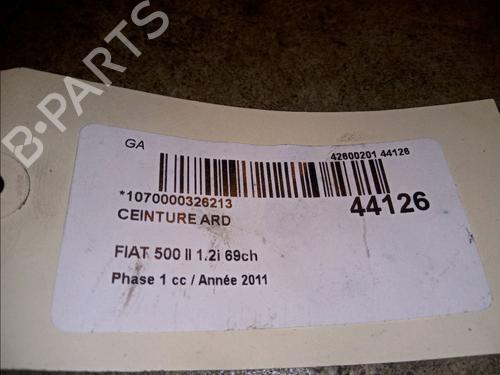 B-PARTS
GA
42600201 44126
*1070000326213
44126
CEINTURE ARD
FIAT 500 II 1.2i 69ch
Phase 1 cc / Année 2011